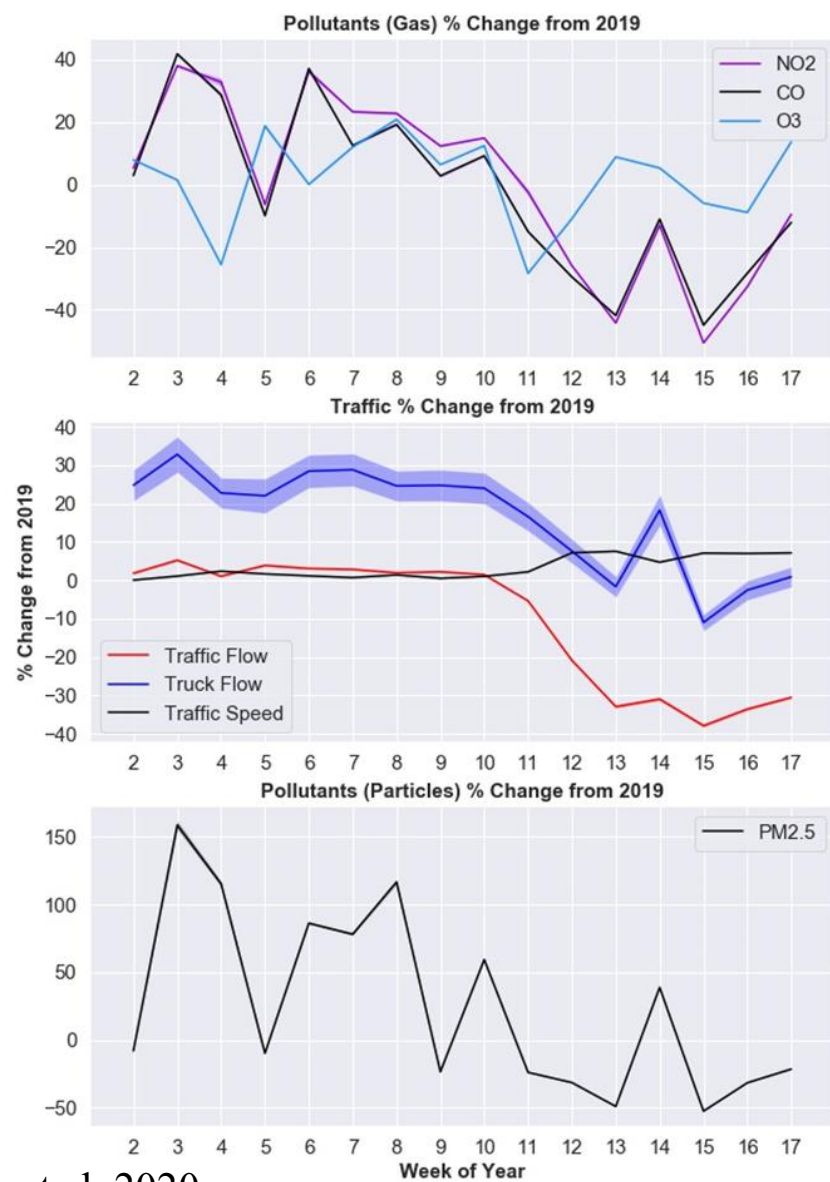 Pollutants (Gas) % Change from 2019
40
20
0
−20
−40
NO2
CO
O3
2 3 4 5 6 7 8 9 10 11 12 13 14 15 16 17
Traffic % Change from 2019
% Change from 2019
40
30
20
10
0
−10
−20
−30
−40
Traffic Flow
Truck Flow
Traffic Speed
2 3 4 5 6 7 8 9 10 11 12 13 14 15 16 17
Pollutants (Particles) % Change from 2019
150
100
50
0
−50
PM2.5
2 3 4 5 6 7 8 9 10 11 12 13 14 15 16 17
Week of Year
2020